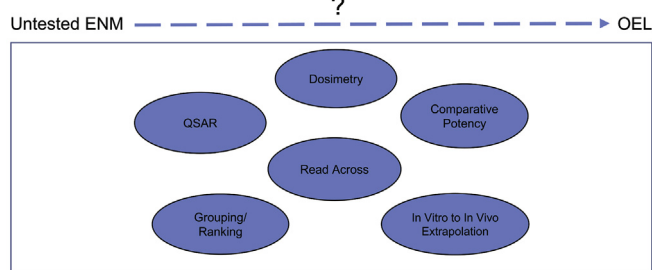 ?
Untested ENM OEL
Dosimetry
QSAR
Comparative
Potency
Read Across
Grouping/
Ranking
In Vitro to In Vivo
Extrapolation